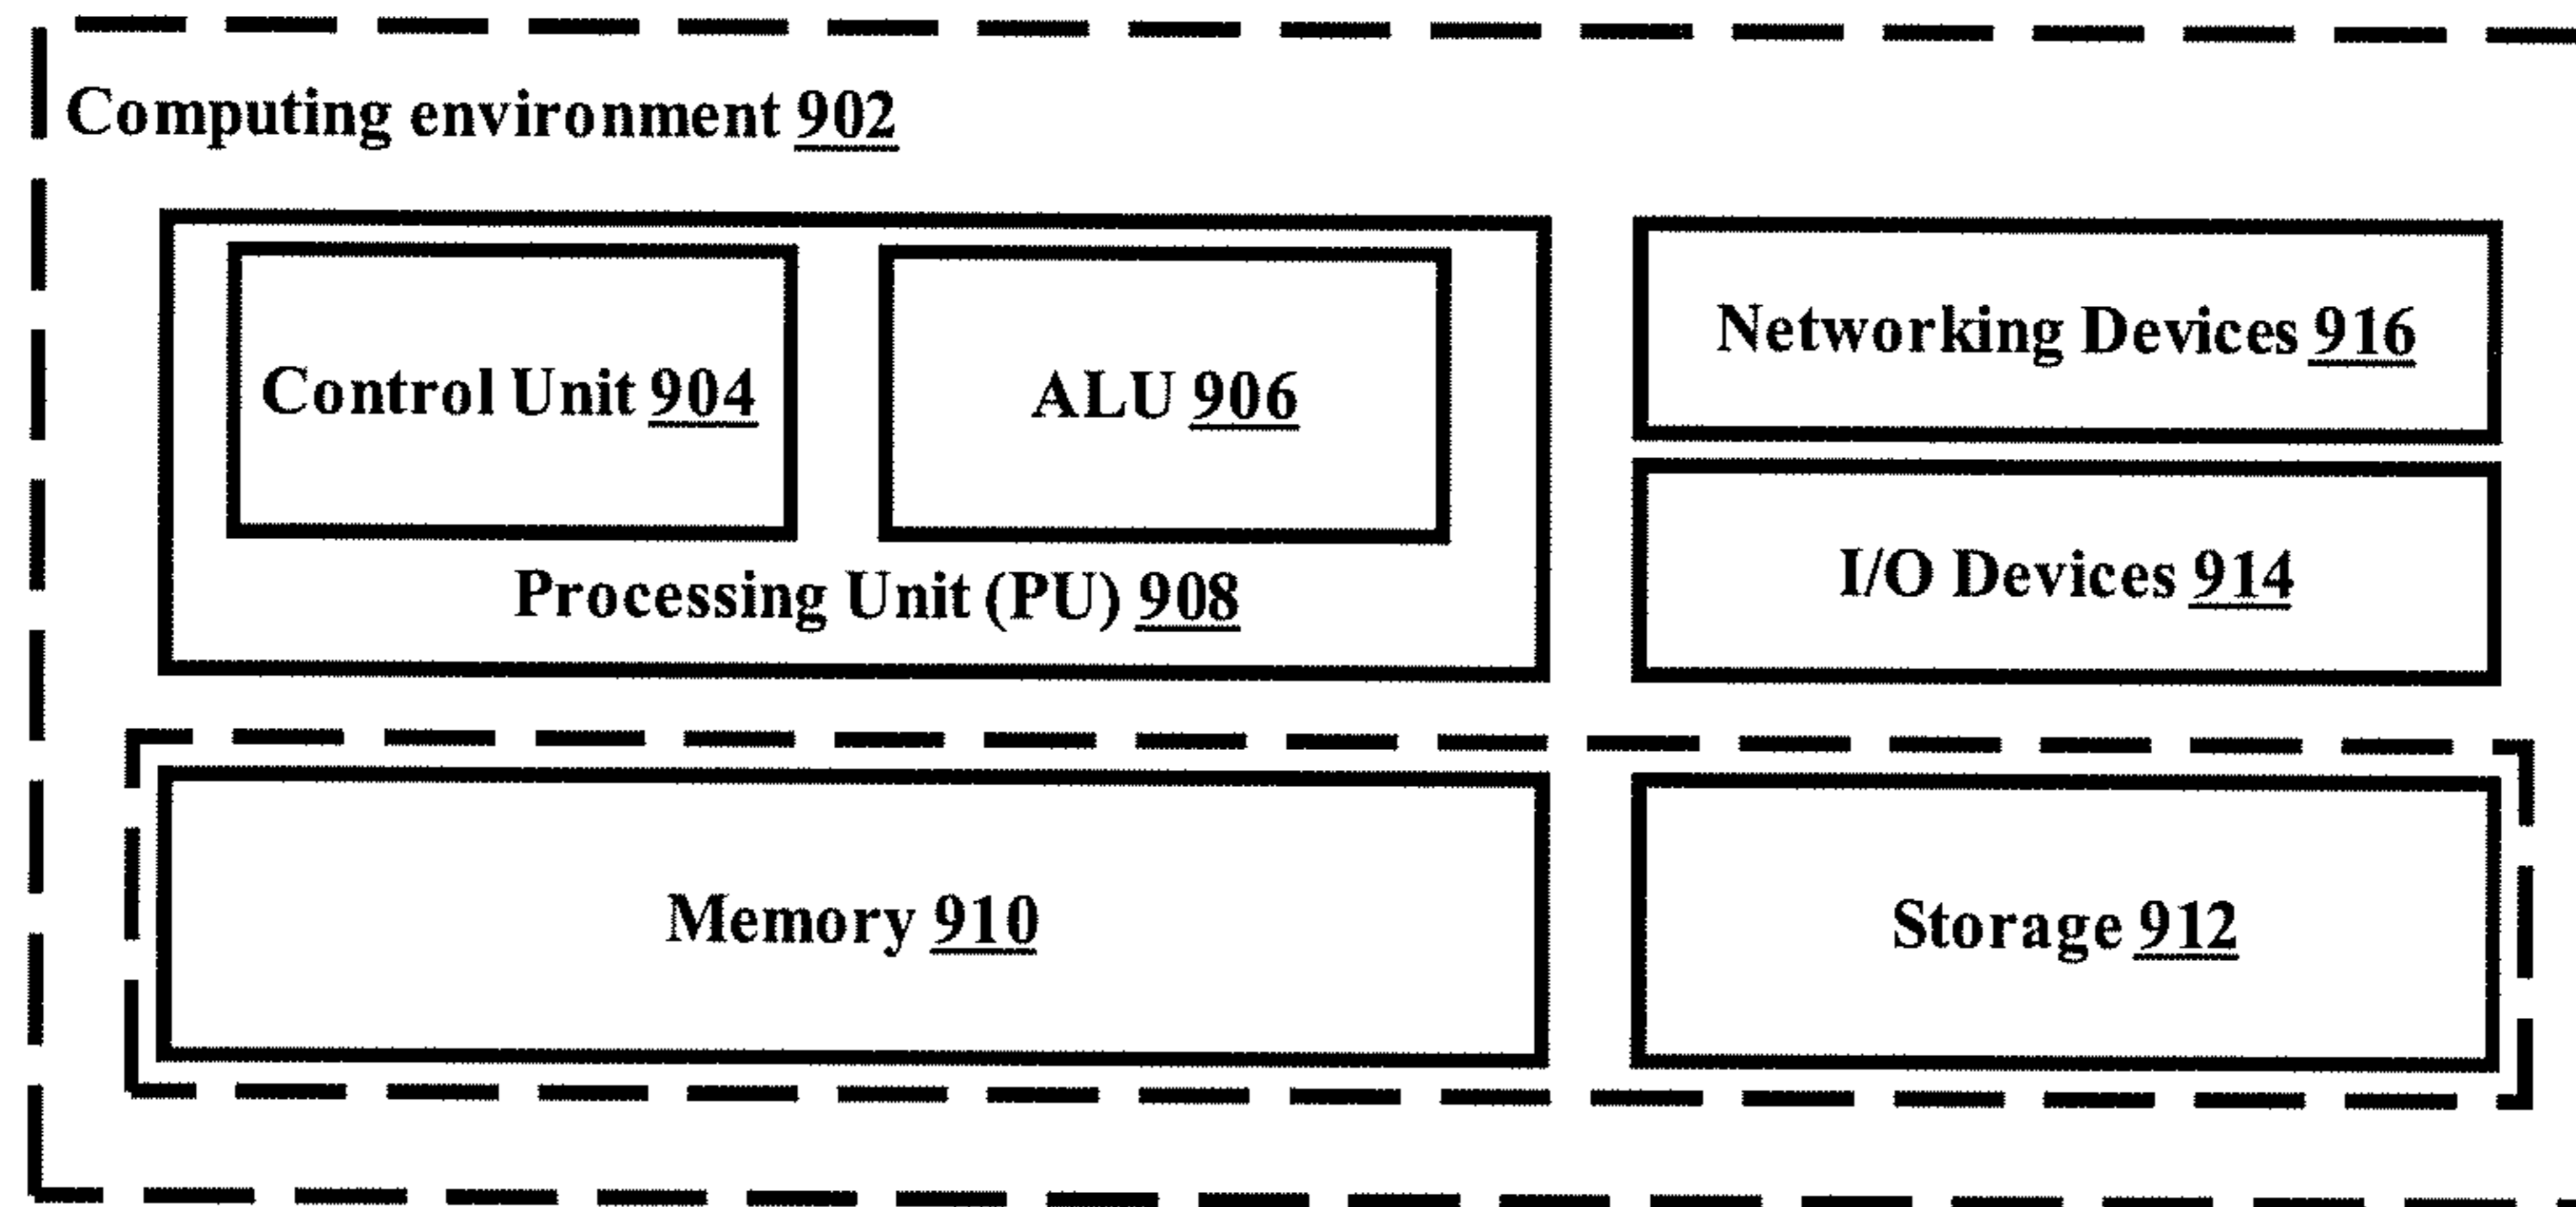 Computing environment 902
Control Unit 904
ALU 906
Processing Unit (PU) 908
Networking Devices 916
I/O Devices 914
Memory 910
Storage 912